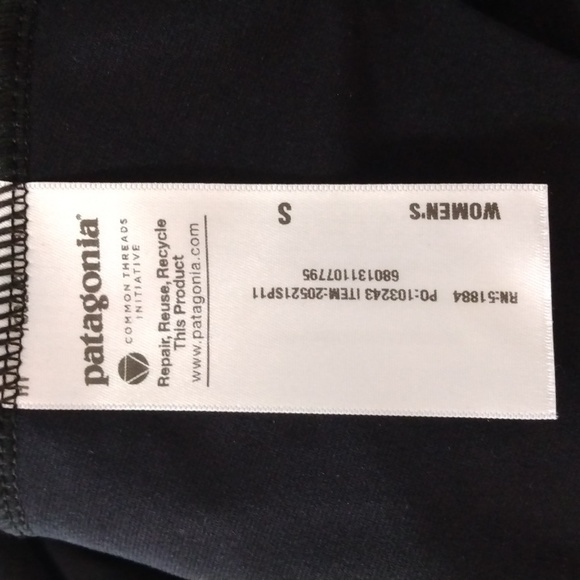 patagonia®
COMMON THREADS
INITIATIVE
Repair, Reuse, Recycle
This Product
www.patagonia.com
WOMEN'S S
680131107795
RN:51884 PO:103243 ITEM:20521SP11